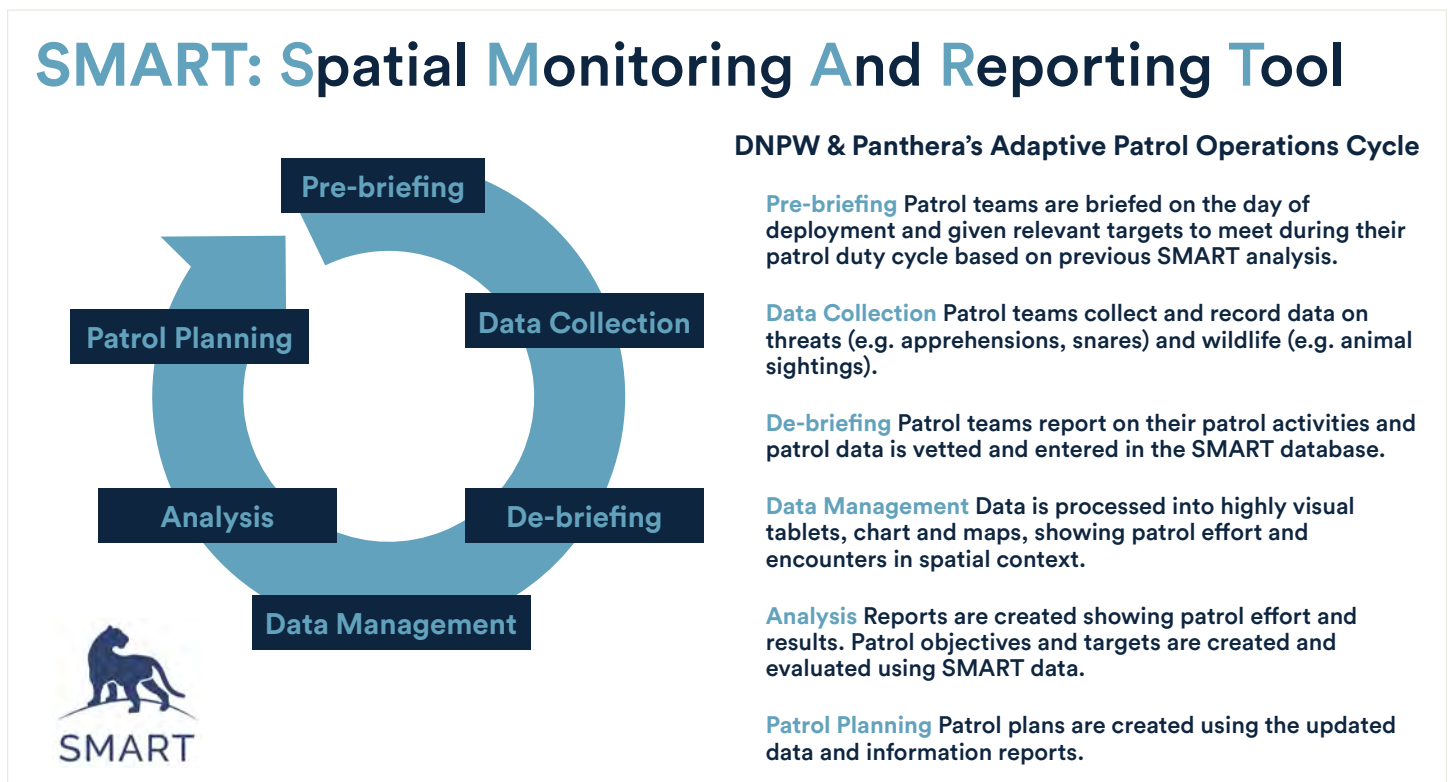 SMART: Spatial Monitoring And Reporting Tool
Pre-briefing
Data Collection
De-briefing
Data Management
Analysis
Patrol Planning
SMART
DNPW & Panthera's Adaptive Patrol Operations Cycle
Pre-briefing Patrol teams are briefed on the day of
deployment and given relevant targets to meet during their
patrol duty cycle based on previous SMART analysis.
Data Collection Patrol teams collect and record data on
threats (e.g. apprehensions, snares) and wildlife (e.g. animal
sightings).
De-briefing Patrol teams report on their patrol activities and
patrol data is vetted and entered in the SMART database.
Data Management Data is processed into highly visual
tablets, chart and maps, showing patrol effort and
encounters in spatial context.
Analysis Reports are created showing patrol effort and
results. Patrol objectives and targets are created and
evaluated using SMART data.
Patrol Planning Patrol plans are created using the updated
data and information reports.